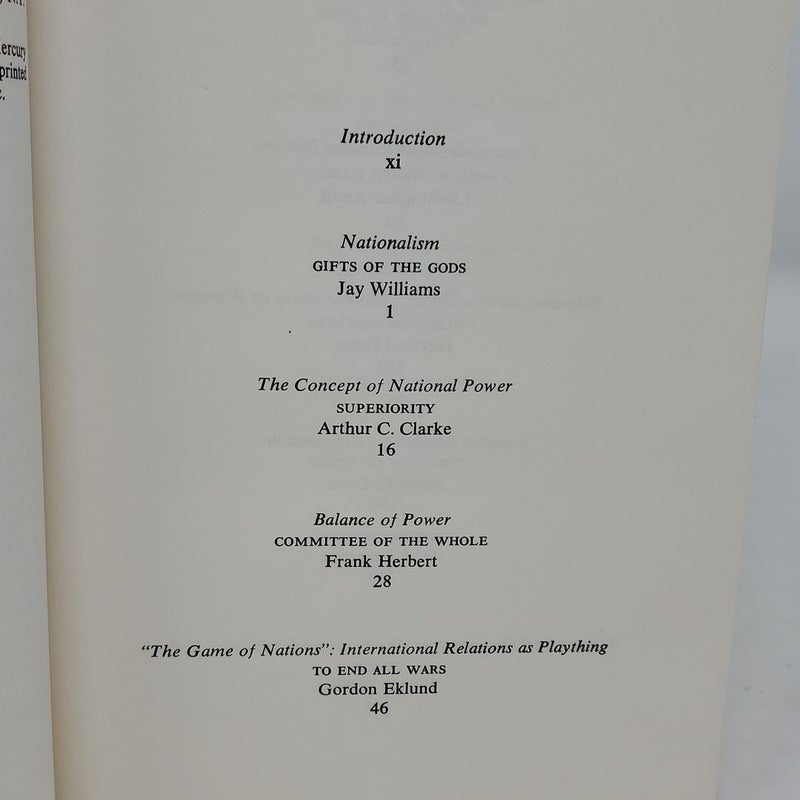 ercury
printed
Introduction
xi
Nationalism
GIFTS OF THE GODS
Jay Williams
1
The Concept of National Power
SUPERIORITY
Arthur C. Clarke
16
Balance of Power
COMMITTEE OF THE WHOLE
Frank Herbert
28
"The Game of Nations": International Relations as Plaything
TO END ALL WARS
Gordon Eklund
46